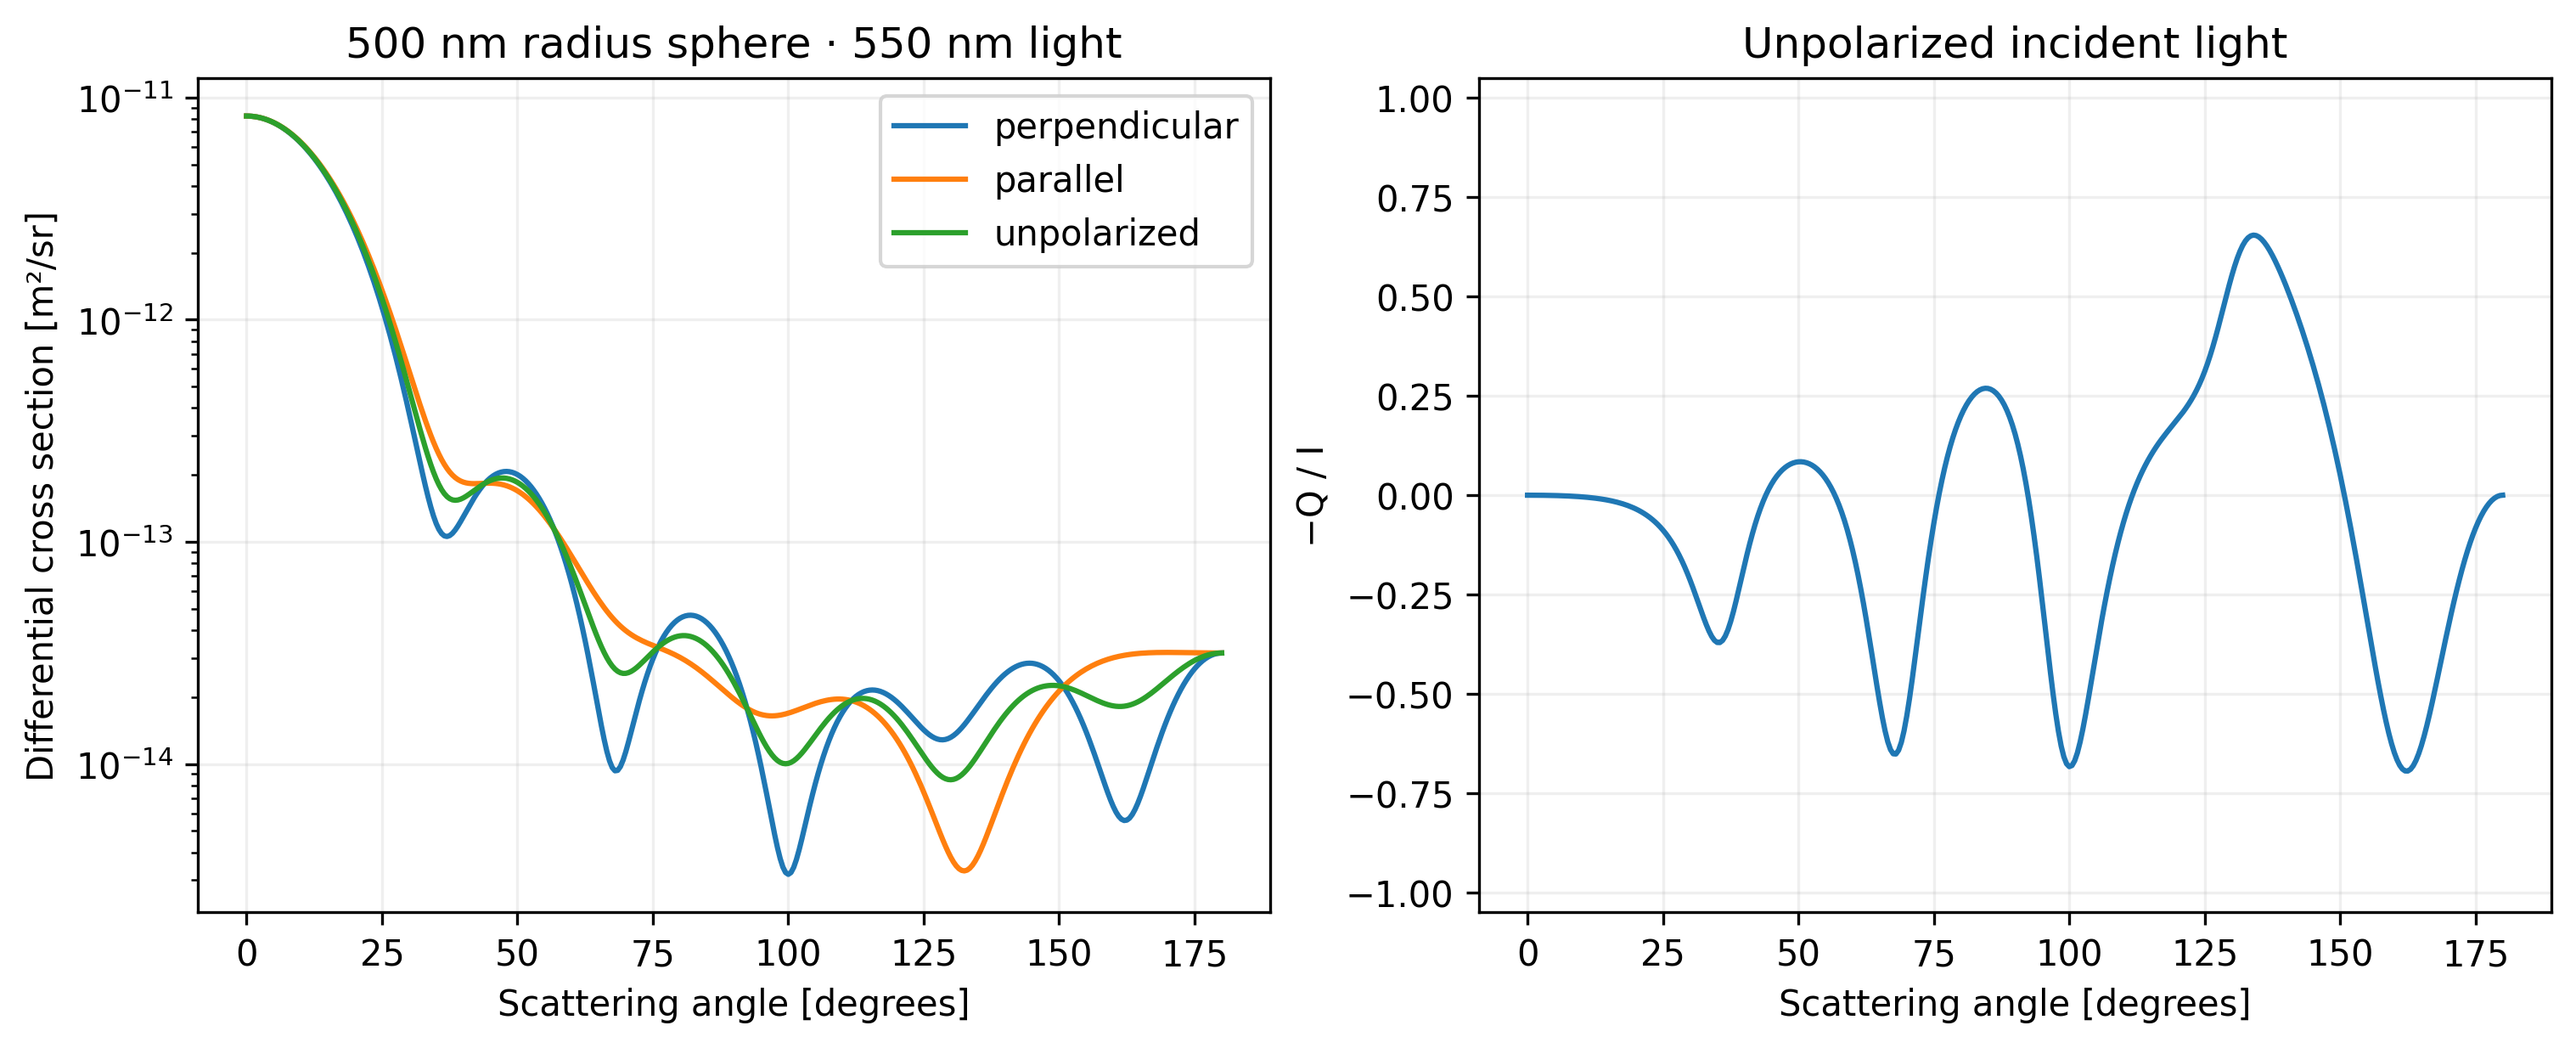 500 nm radius sphere · 550 nm light
Differential cross section [m²/sr]
10⁻¹¹
10⁻¹²
10⁻¹³
10⁻¹⁴
perpendicular
parallel
unpolarized
0 25 50 75 100 125 150 175
Scattering angle [degrees]
Unpolarized incident light
−Q / I
1.00
0.75
0.50
0.25
0.00
−0.25
−0.50
−0.75
−1.00
0 25 50 75 100 125 150 175
Scattering angle [degrees]